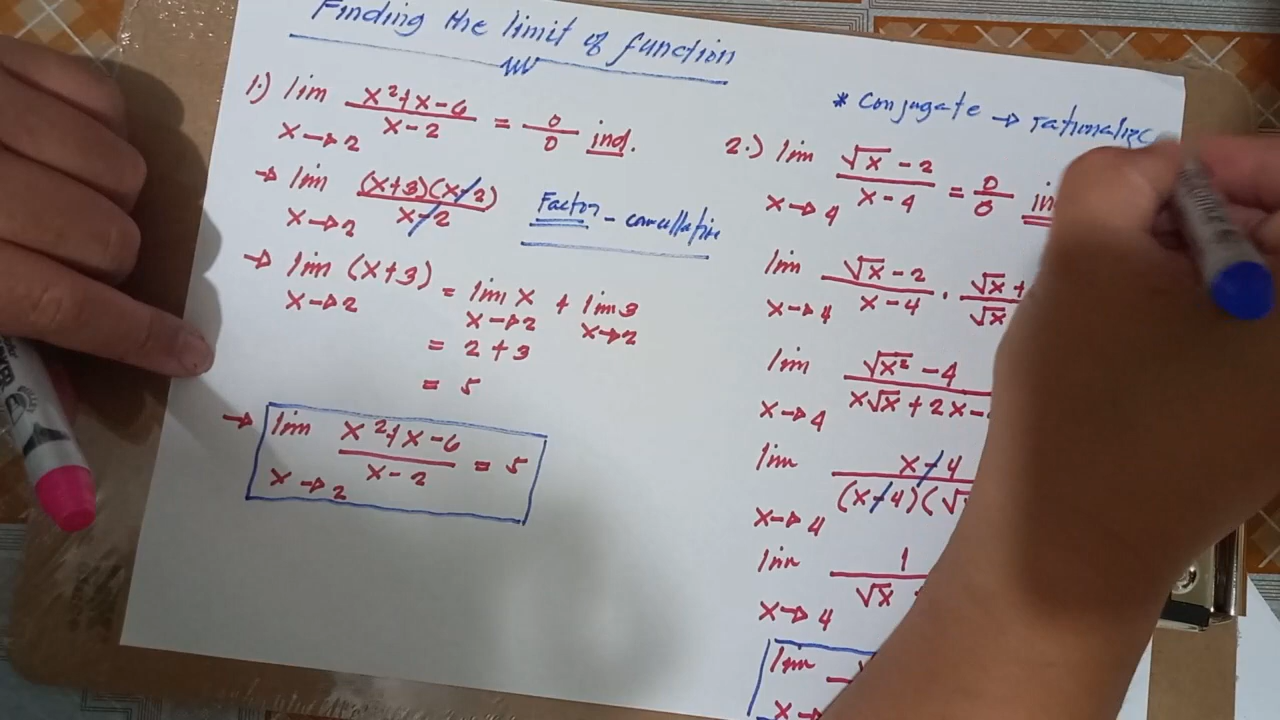 Finding the limit of function
1.) lim x²+x-6 / x-2 = 0/0 ind.
x→2
→ lim (x+3)(x-2) / x-2
x→2
Factor - cancellation
→ lim (x+3) = lim x + lim 3
x→2 x→2 x→2
= 2+3
= 5
→ lim x²+x-6 / x-2 = 5
x→2
* Conjugate → rationalize
2.) lim √x-2 / x-4 = 0/0 in
x→4
lim √x-2 / x-4 · √x+ / √x
x→4
lim √x²-4 / x√x+2x-
x→4
lim x-4 / (x-4)(√
x→4
lim 1 / √x
x→4
lim
x→